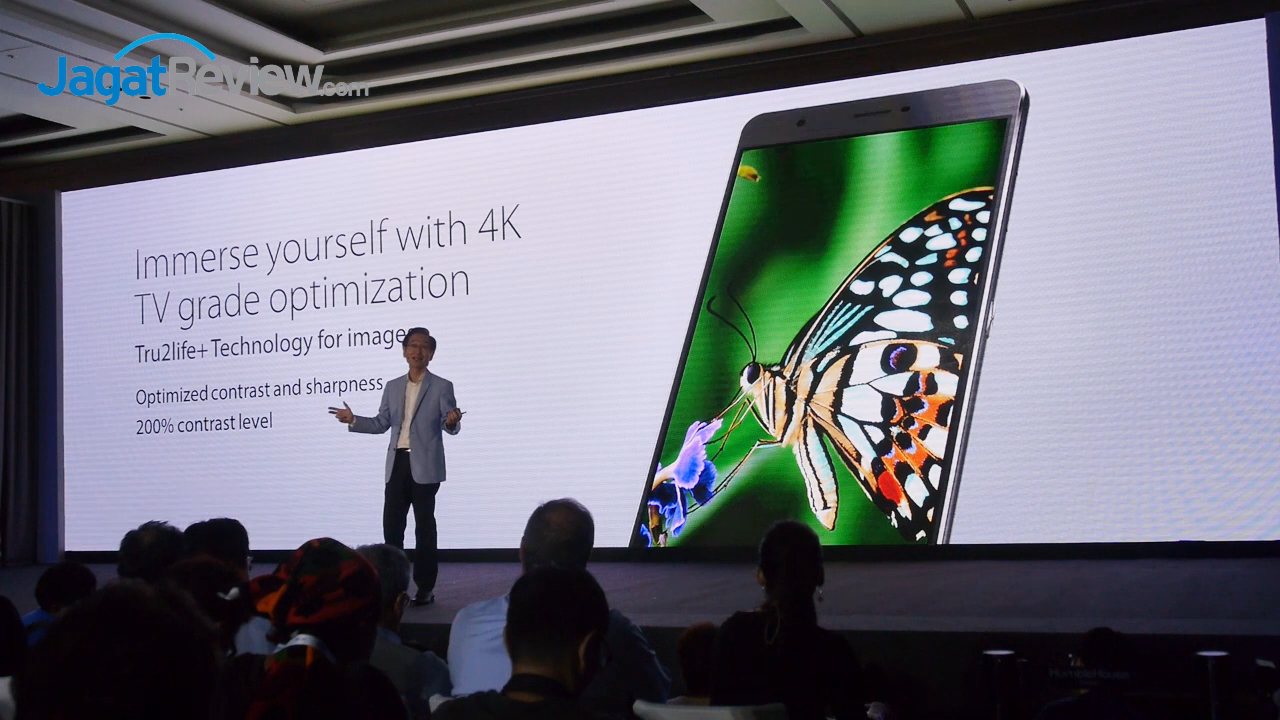 JagatReview.com
Immerse yourself with 4K
TV grade optimization
Tru2life+ Technology for image
Optimized contrast and sharpness
200% contrast level